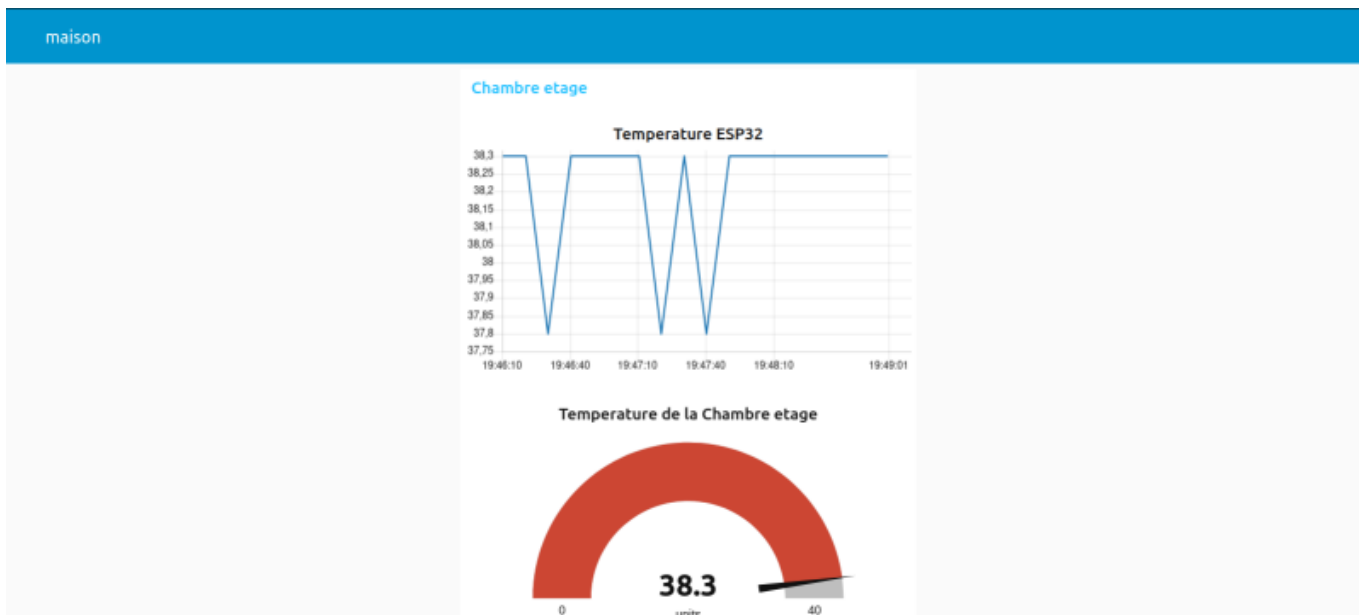 maison
Chambre etage
Temperature ESP32
38,3
38,25
38,2
38,15
38,1
38,05
38
37,95
37,9
37,85
37,8
37,75
19:46:10 19:46:40 19:47:10 19:47:40 19:48:10 19:49:01
Temperature de la Chambre etage
38.3
0 units 40